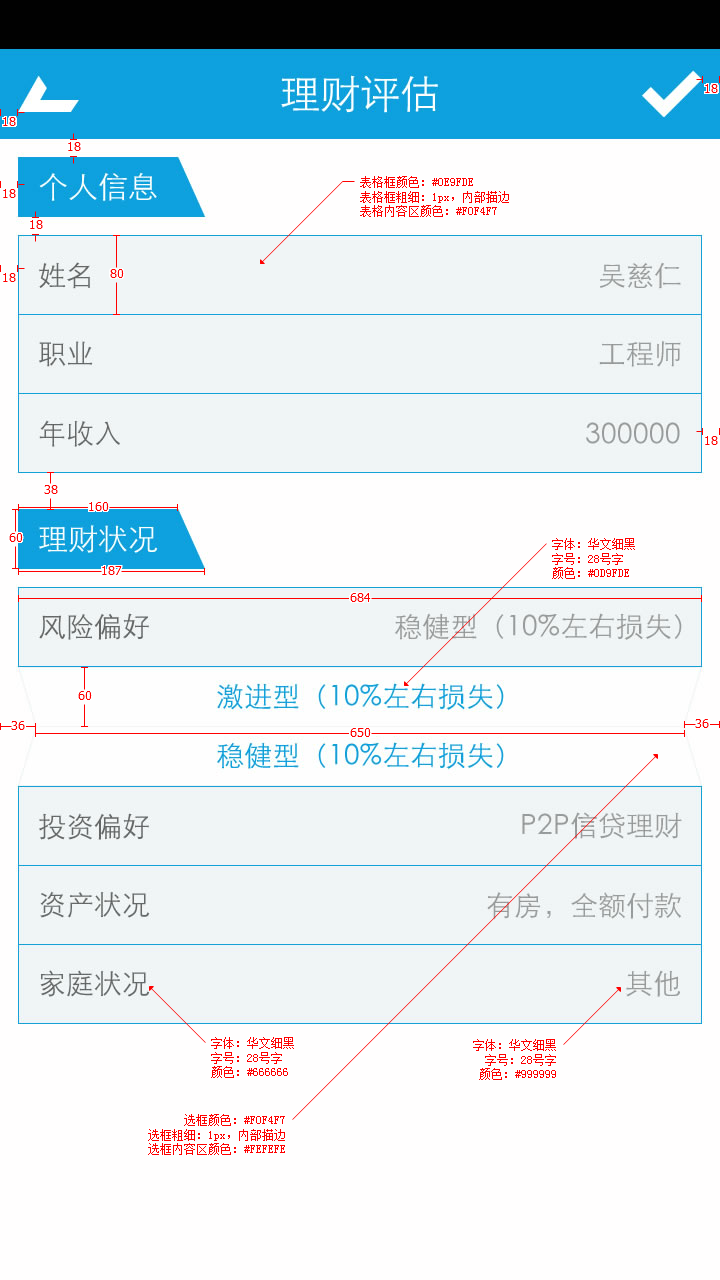 理财评估
18
18
18
个人信息
18
表格框颜色：#0E9FDE
表格框粗细：1px，内部描边
表格内容区颜色：#F0F4F7
18
姓名
80
吴慈仁
18
职业
工程师
年收入
300000
18
38
160
60
理财状况
187
字体：华文细黑
字号：28号字
颜色：#0D9FDE
684
风险偏好
稳健型（10%左右损失）
60
激进型（10%左右损失）
36
650
36
稳健型（10%左右损失）
投资偏好
P2P信贷理财
资产状况
有房，全额付款
家庭状况
其他
字体：华文细黑
字号：28号字
颜色：#666666
字体：华文细黑
字号：28号字
颜色：#999999
选框颜色：#F0F4F7
选框粗细：1px，内部描边
选框内容区颜色：#FEFEFE